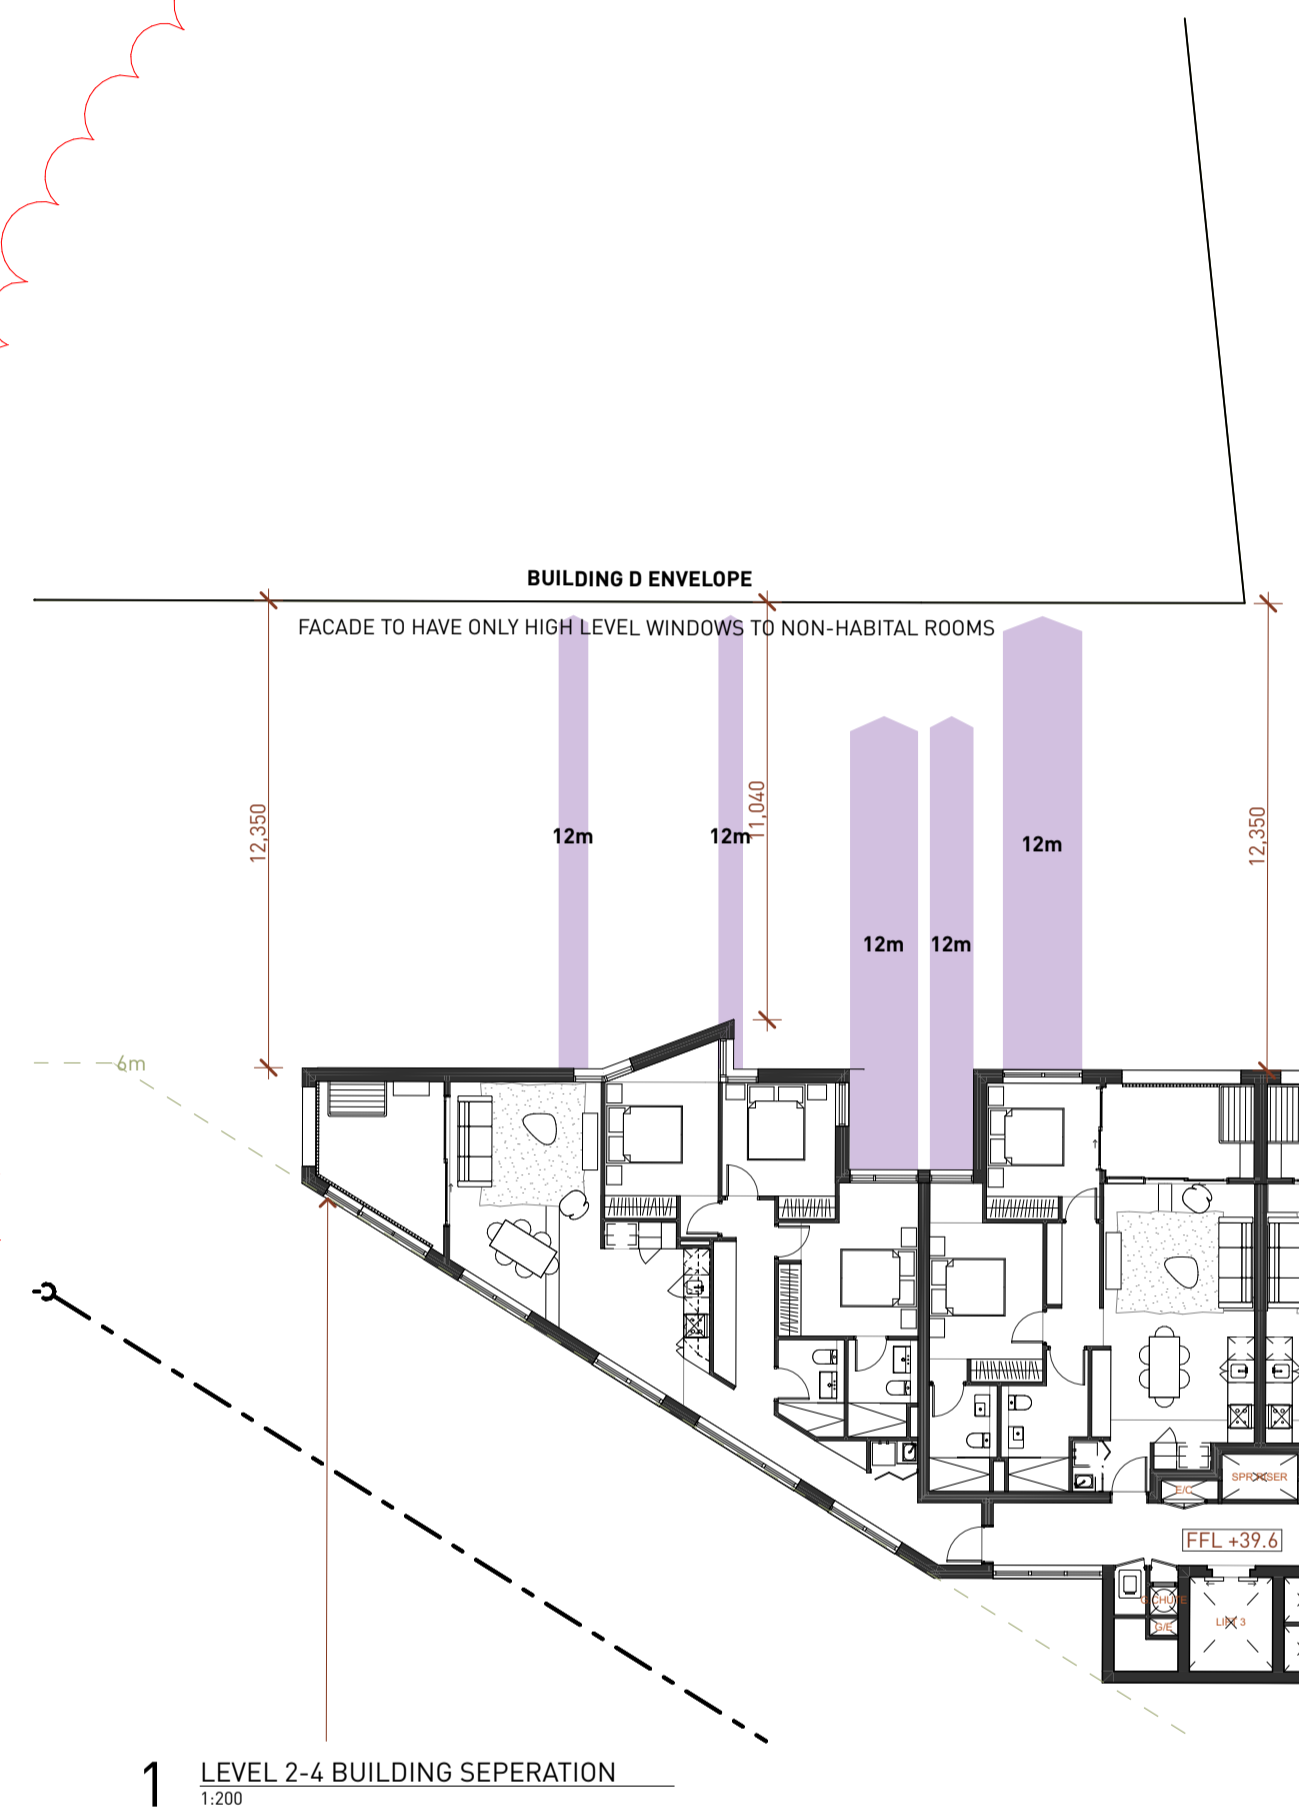 BUILDING D ENVELOPE
FACADE TO HAVE ONLY HIGH LEVEL WINDOWS TO NON-HABITAL ROOMS
12,350
11,040
12,350
12m
12m
12m
12m
12m
6m
SPR RISER
E/C
FFL +39.6
G CHUTE
G/E
LIFT 3
1
LEVEL 2-4 BUILDING SEPERATION
1:200